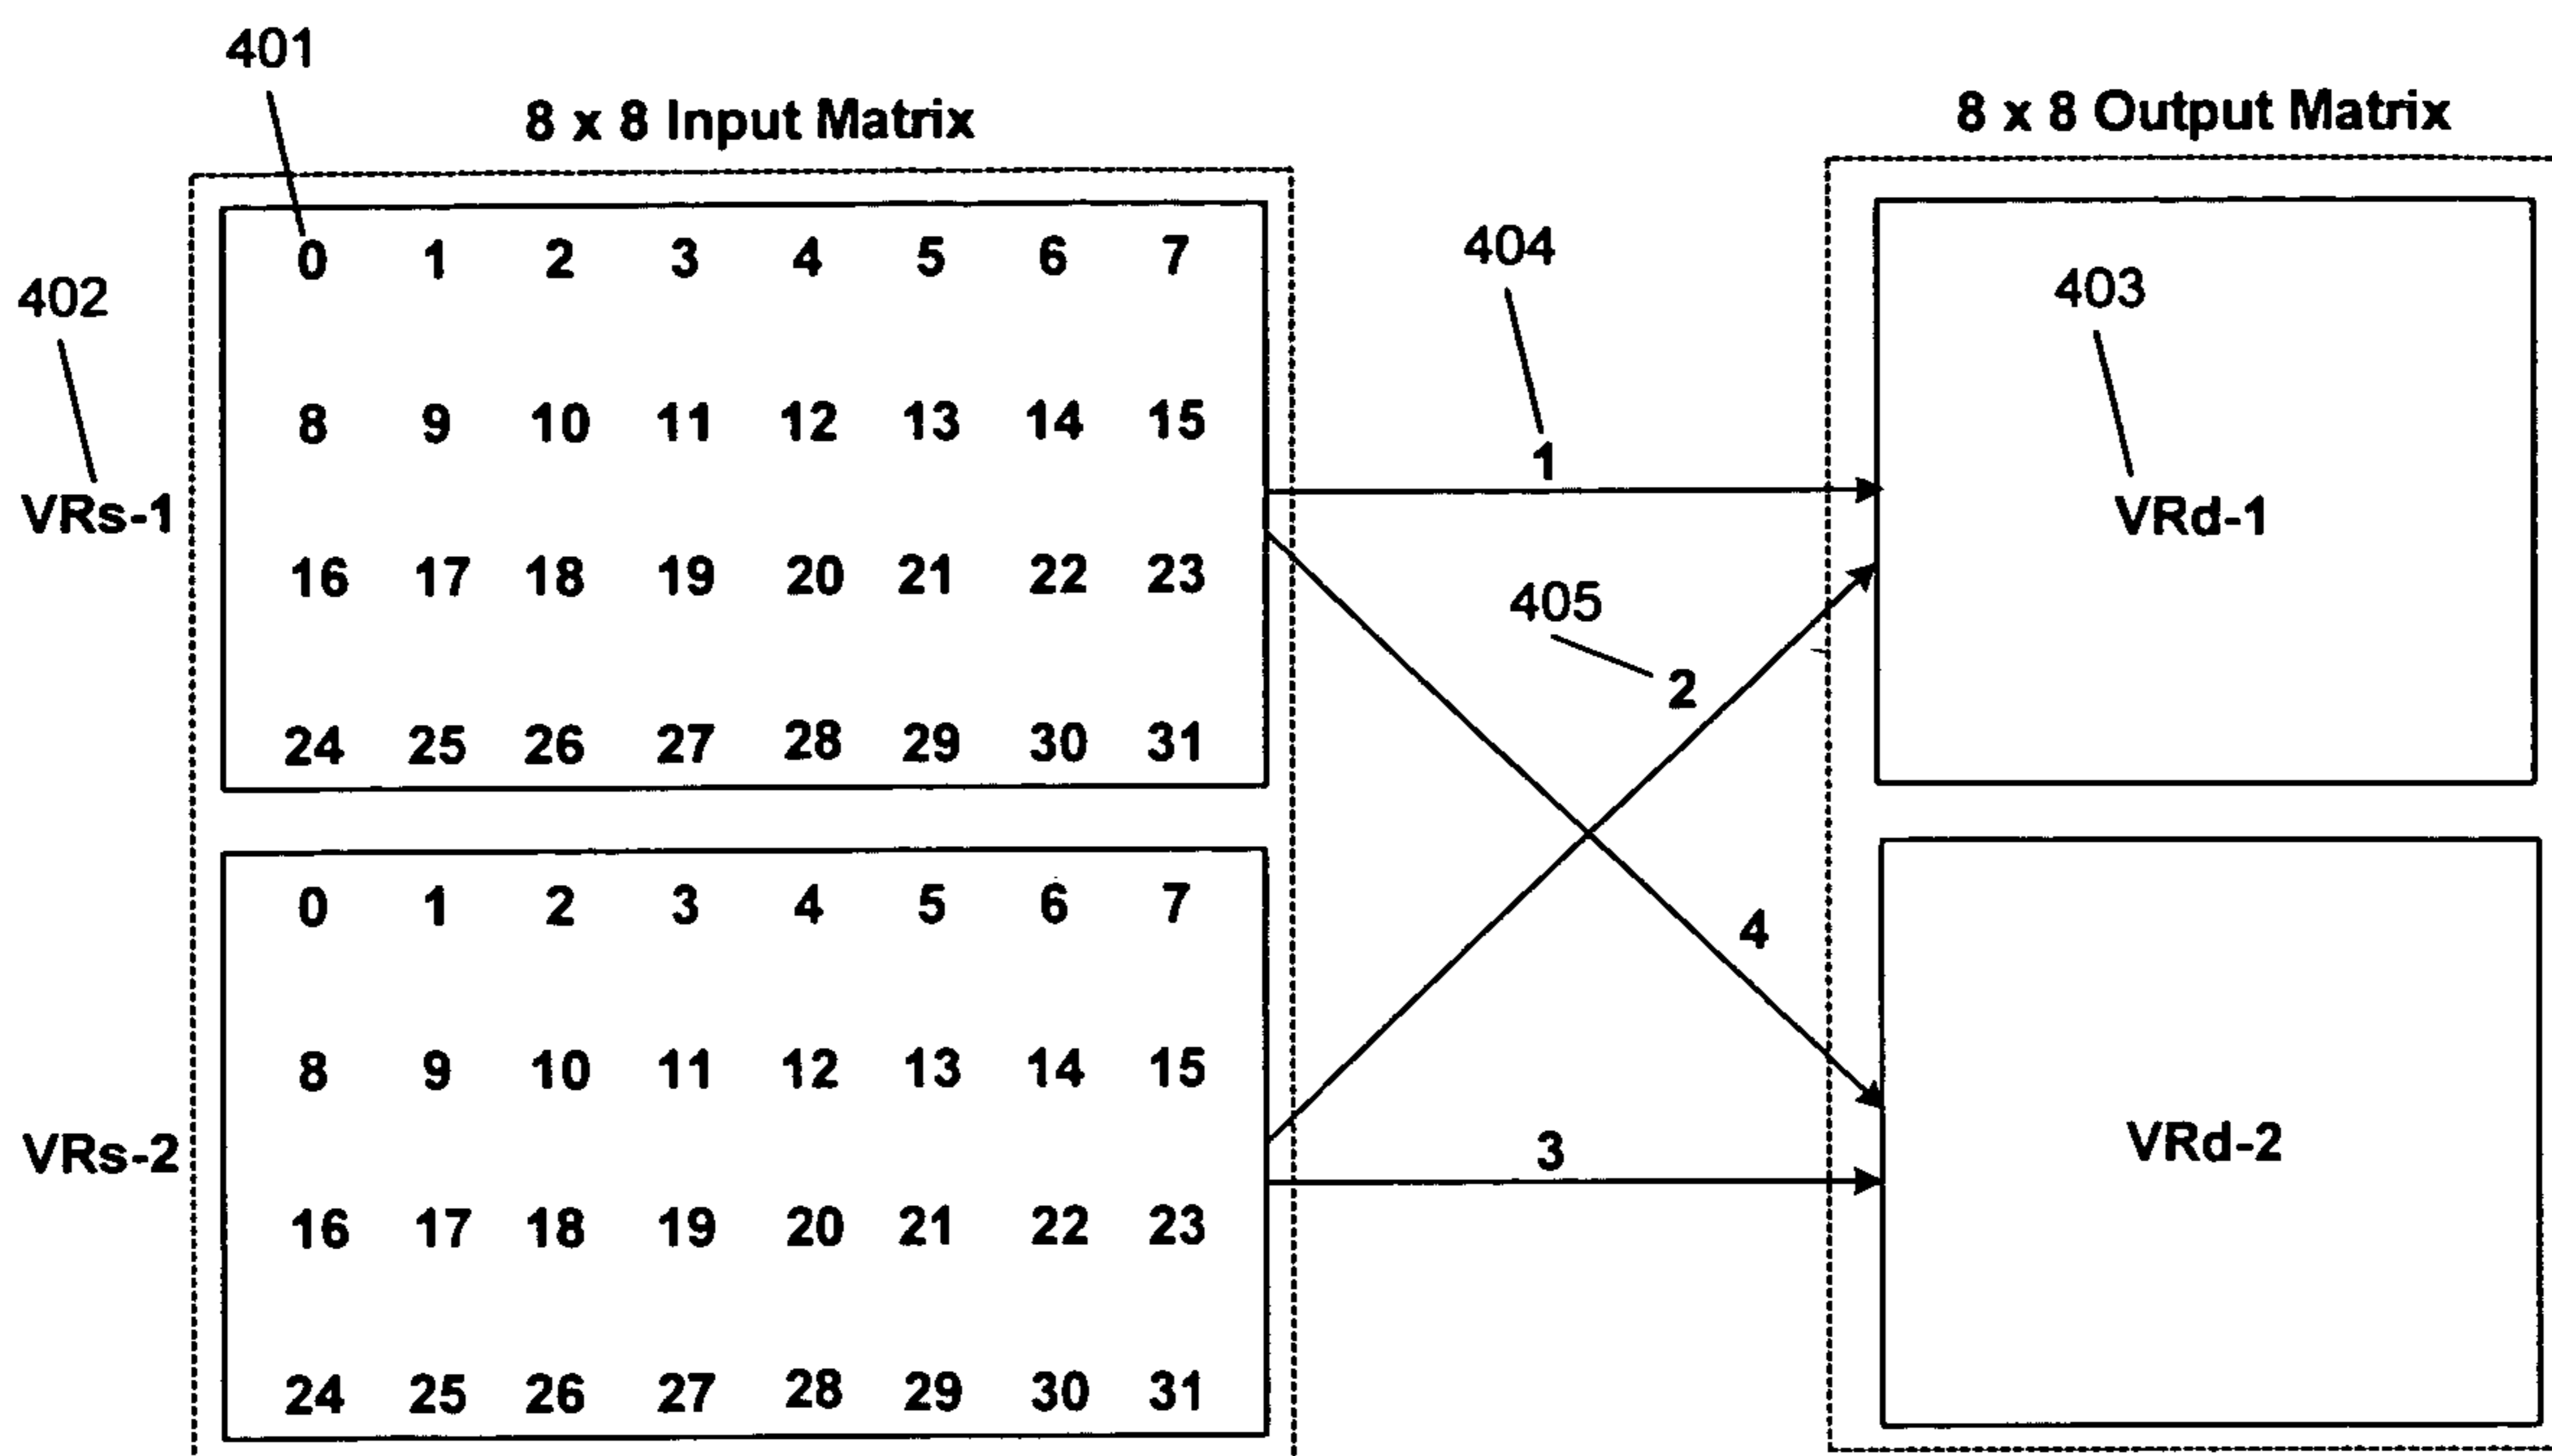 401
8 x 8 Input Matrix
8 x 8 Output Matrix
0 1 2 3 4 5 6 7
404
402
403
8 9 10 11 12 13 14 15
1
VRs-1
VRd-1
16 17 18 19 20 21 22 23
405
2
24 25 26 27 28 29 30 31
0 1 2 3 4 5 6 7
4
8 9 10 11 12 13 14 15
VRs-2
3
VRd-2
16 17 18 19 20 21 22 23
24 25 26 27 28 29 30 31